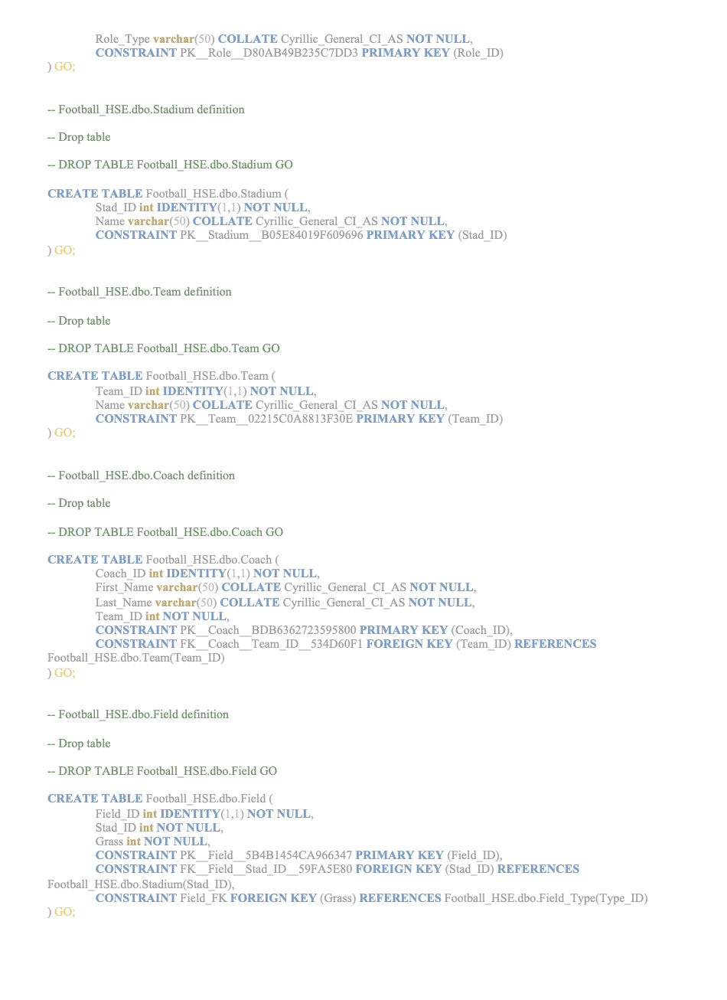 Role_Type varchar(50) COLLATE Cyrillic_General_CI_AS NOT NULL,
CONSTRAINT PK__Role__D80AB49B235C7DD3 PRIMARY KEY (Role_ID)
) GO;
-- Football_HSE.dbo.Stadium definition
-- Drop table
-- DROP TABLE Football_HSE.dbo.Stadium GO
CREATE TABLE Football_HSE.dbo.Stadium (
Stad_ID int IDENTITY(1,1) NOT NULL,
Name varchar(50) COLLATE Cyrillic_General_CI_AS NOT NULL,
CONSTRAINT PK__Stadium__B05E84019F609696 PRIMARY KEY (Stad_ID)
) GO;
-- Football_HSE.dbo.Team definition
-- Drop table
-- DROP TABLE Football_HSE.dbo.Team GO
CREATE TABLE Football_HSE.dbo.Team (
Team_ID int IDENTITY(1,1) NOT NULL,
Name varchar(50) COLLATE Cyrillic_General_CI_AS NOT NULL,
CONSTRAINT PK__Team__02215C0A8813F30E PRIMARY KEY (Team_ID)
) GO;
-- Football_HSE.dbo.Coach definition
-- Drop table
-- DROP TABLE Football_HSE.dbo.Coach GO
CREATE TABLE Football_HSE.dbo.Coach (
Coach_ID int IDENTITY(1,1) NOT NULL,
First_Name varchar(50) COLLATE Cyrillic_General_CI_AS NOT NULL,
Last_Name varchar(50) COLLATE Cyrillic_General_CI_AS NOT NULL,
Team_ID int NOT NULL,
CONSTRAINT PK__Coach__BDB6362723595800 PRIMARY KEY (Coach_ID),
CONSTRAINT FK__Coach__Team_ID__534D60F1 FOREIGN KEY (Team_ID) REFERENCES
Football_HSE.dbo.Team(Team_ID)
) GO;
-- Football_HSE.dbo.Field definition
-- Drop table
-- DROP TABLE Football_HSE.dbo.Field GO
CREATE TABLE Football_HSE.dbo.Field (
Field_ID int IDENTITY(1,1) NOT NULL,
Stad_ID int NOT NULL,
Grass int NOT NULL,
CONSTRAINT PK__Field__5B4B1454CA966347 PRIMARY KEY (Field_ID),
CONSTRAINT FK__Field__Stad_ID__59FA5E80 FOREIGN KEY (Stad_ID) REFERENCES
Football_HSE.dbo.Stadium(Stad_ID),
CONSTRAINT Field_FK FOREIGN KEY (Grass) REFERENCES Football_HSE.dbo.Field_Type(Type_ID)
) GO;